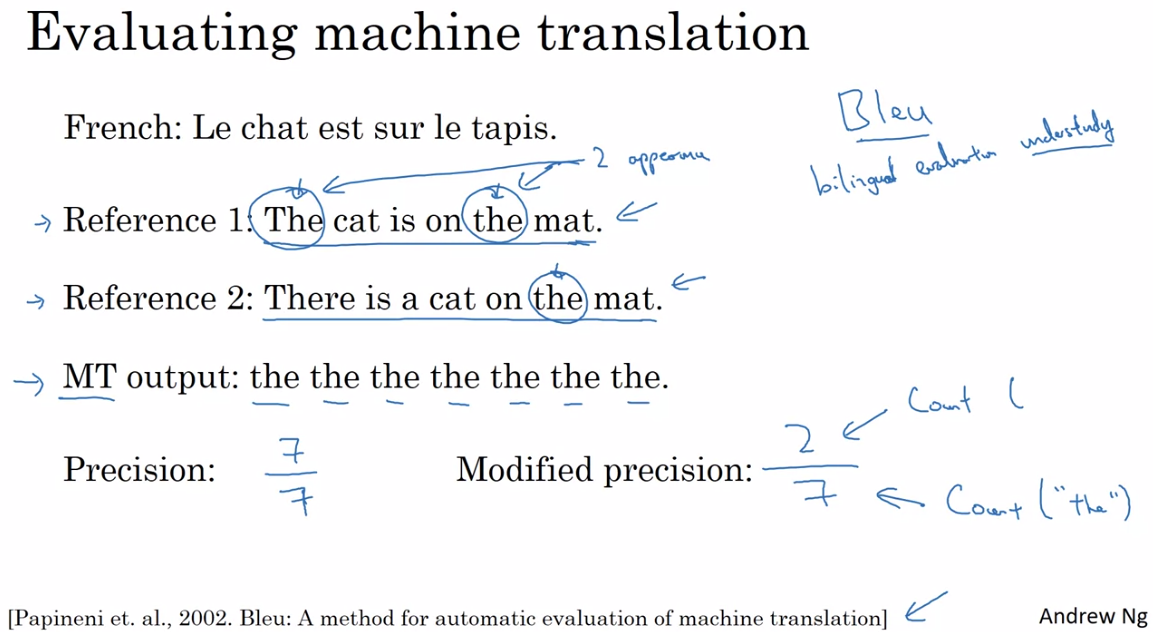 Evaluating machine translation
Bleu
bilingual evaluation understudy
French: Le chat est sur le tapis.
2
Reference 1: The cat is on the mat.
Reference 2: There is a cat on the mat.
MT output: the the the the the the the.
Precision: 7/7
Modified precision: 2/7
Count (
Count ("the")
[Papineni et. al., 2002. Bleu: A method for automatic evaluation of machine translation]
Andrew Ng